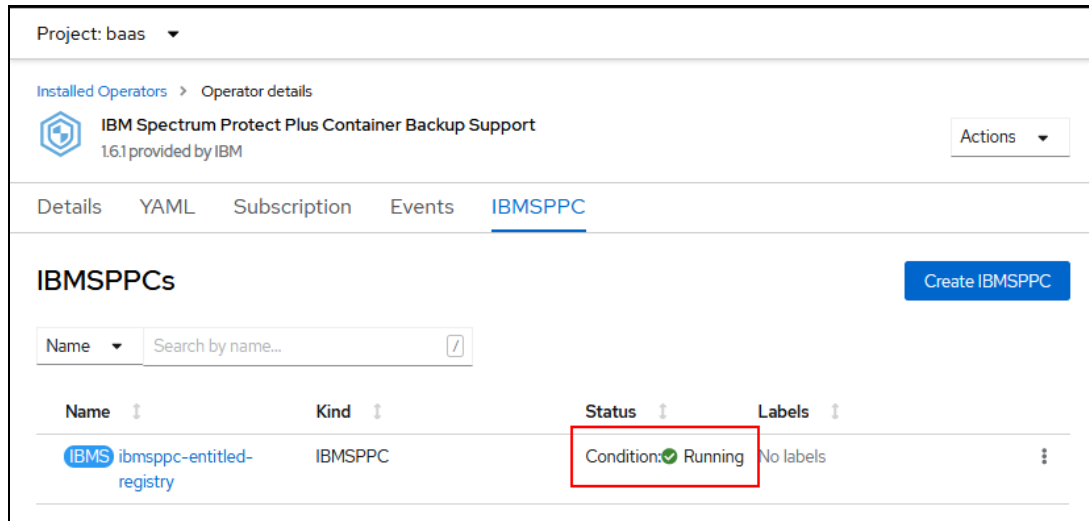 Project: baas
Installed Operators > Operator details
IBM Spectrum Protect Plus Container Backup Support
1.6.1 provided by IBM
Actions
Details YAML Subscription Events IBMSPPC
IBMSPPCs
Create IBMSPPC
Name Search by name... /
Name Kind Status Labels
IBMS ibmsppc-entitled- IBMSPPC Condition: Running No labels
registry